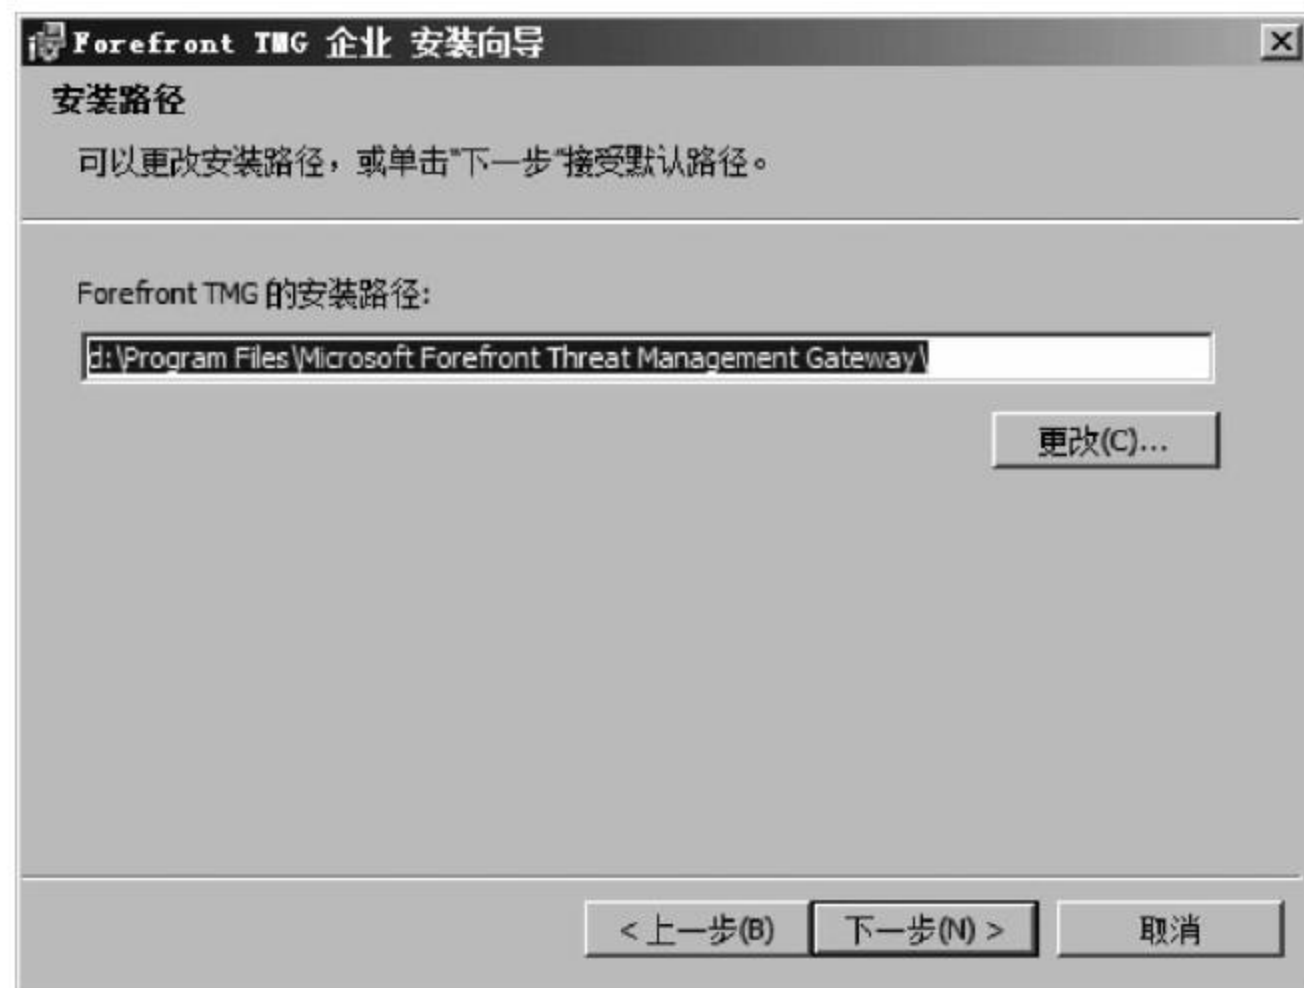 Forefront TMG 企业 安装向导
安装路径
可以更改安装路径，或单击"下一步"接受默认路径。
Forefront TMG 的安装路径:
d:\Program Files\Microsoft Forefront Threat Management Gateway\
更改(C)...
< 上一步(B)
下一步(N) >
取消